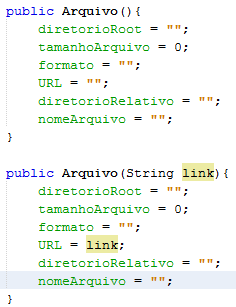 public Arquivo(){
diretorioRoot = "";
tamanhoArquivo = 0;
formato = "";
URL = "";
diretorioRelativo = "";
nomeArquivo = "";
}
public Arquivo(String link){
diretorioRoot = "";
tamanhoArquivo = 0;
formato = "";
URL = link;
diretorioRelativo = "";
nomeArquivo = "";
}